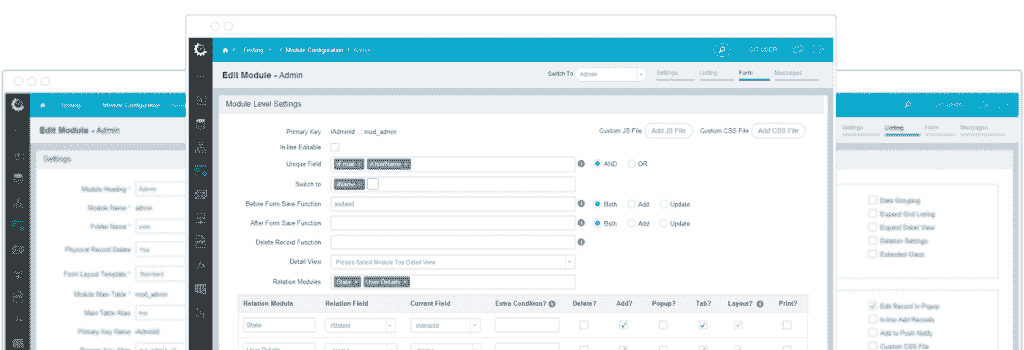 Testing / Module Configuration / Admin
Edit Module - Admin
Switch To Admin Settings Listing Form Messages
Module Level Settings
Primary Key iAdminId :: mod_admin
Custom JS File Add JS File Custom CSS File Add CSS File
In-line Editable
Unique Field vEmail vUserName AND OR
Switch to vName
Before Form Save Function asdasd Both Add Update
After Form Save Function Both Add Update
Delete Record Function
Detail View Please Select Module Top Detail View
Relation Modules State User Details
Relation Module Relation Field Current Field Extra Condition? Delete? Add? Popup? Tab? Layout? Print?
State iStateId iAdminId
User Details
Edit Module - Admin
Settings
Module Heading * Admin
Module Name * admin
Folder Name * user
Physical Record Delete Yes
Form Layout Template * Standard
Module Main Table * mod_admin
Main Table Alias ma
Primary Key Name iAdminId
Settings Listing Form Messages
Date Grouping
Expand Grid Listing
Expand Detail View
Deletion Settings
Extended Class
Edit Record In Popup
In-line Add Records
Add to Push Notify
Custom CSS File